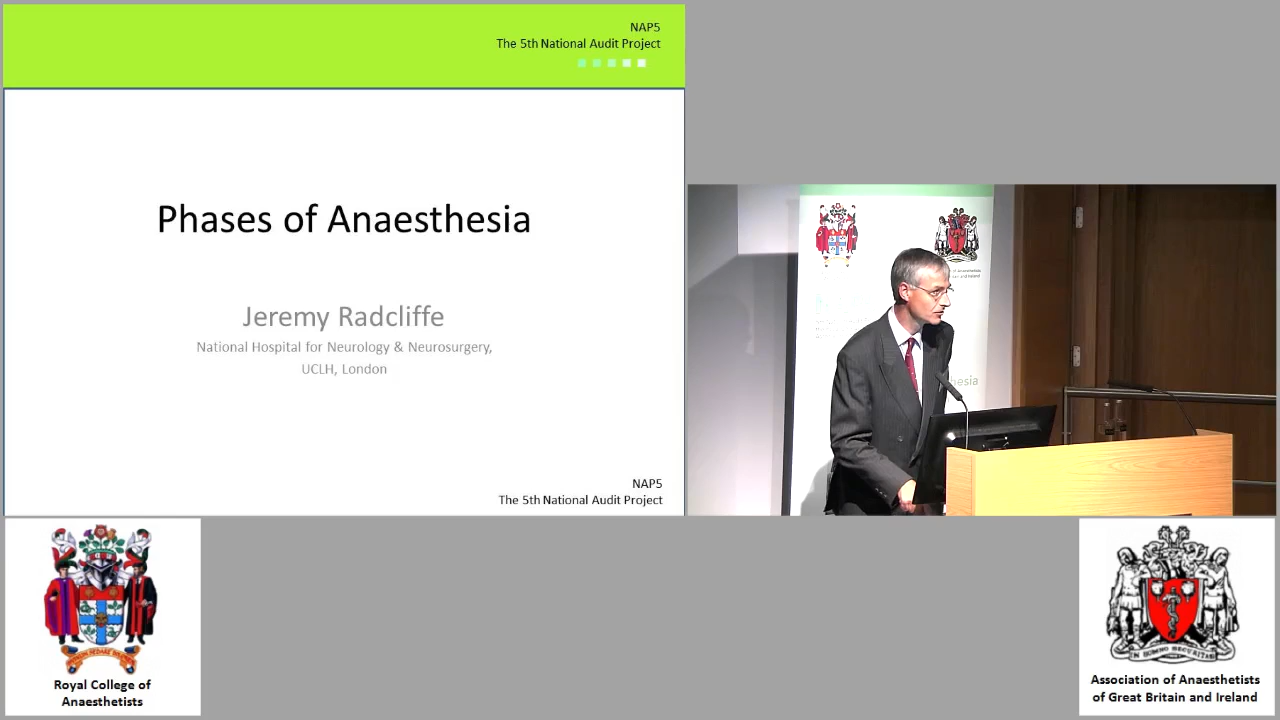 NAP5
The 5th National Audit Project
Phases of Anaesthesia
Jeremy Radcliffe
National Hospital for Neurology & Neurosurgery,
UCLH, London
NAP5
The 5th National Audit Project
Royal College of
Anaesthetists
Association of Anaesthetists
of Great Britain and Ireland